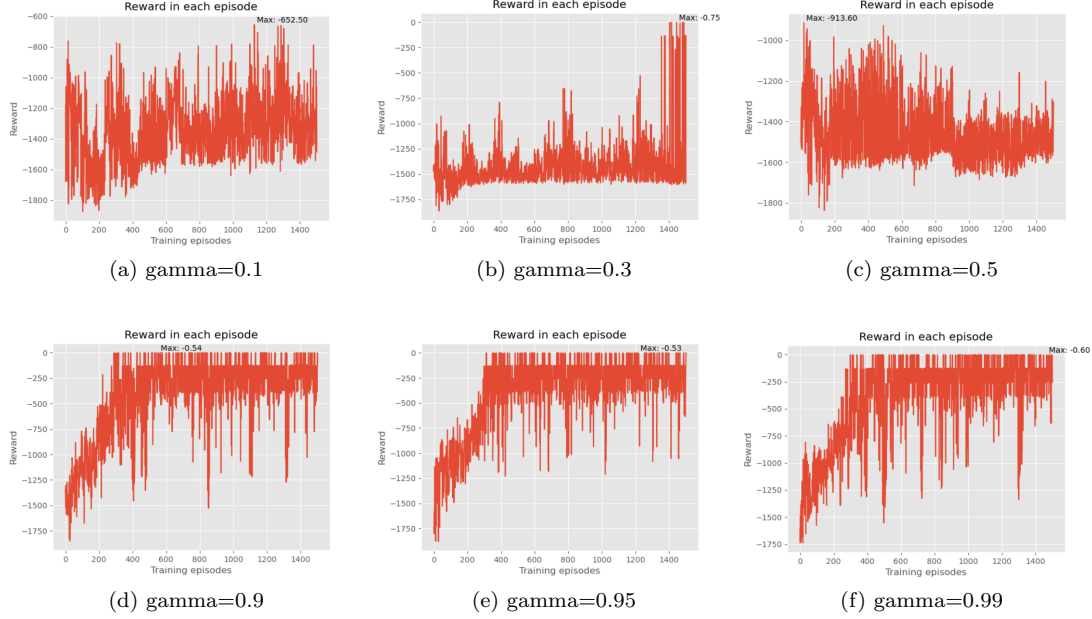 Reward in each episode
Max: -652.50
−600
−800
−1000
−1200
−1400
−1600
−1800
Reward
0 200 400 600 800 1000 1200 1400
Training episodes
(a) gamma=0.1
Reward in each episode
Max: -0.75
0
−250
−500
−750
−1000
−1250
−1500
−1750
Reward
0 200 400 600 800 1000 1200 1400
Training episodes
(b) gamma=0.3
Reward in each episode
Max: -913.60
−1000
−1200
−1400
−1600
−1800
Reward
0 200 400 600 800 1000 1200 1400
Training episodes
(c) gamma=0.5
Reward in each episode
Max: -0.54
0
−250
−500
−750
−1000
−1250
−1500
−1750
Reward
0 200 400 600 800 1000 1200 1400
Training episodes
(d) gamma=0.9
Reward in each episode
Max: -0.53
0
−250
−500
−750
−1000
−1250
−1500
−1750
Reward
0 200 400 600 800 1000 1200 1400
Training episodes
(e) gamma=0.95
Reward in each episode
Max: -0.60
0
−250
−500
−750
−1000
−1250
−1500
−1750
Reward
0 200 400 600 800 1000 1200 1400
Training episodes
(f) gamma=0.99